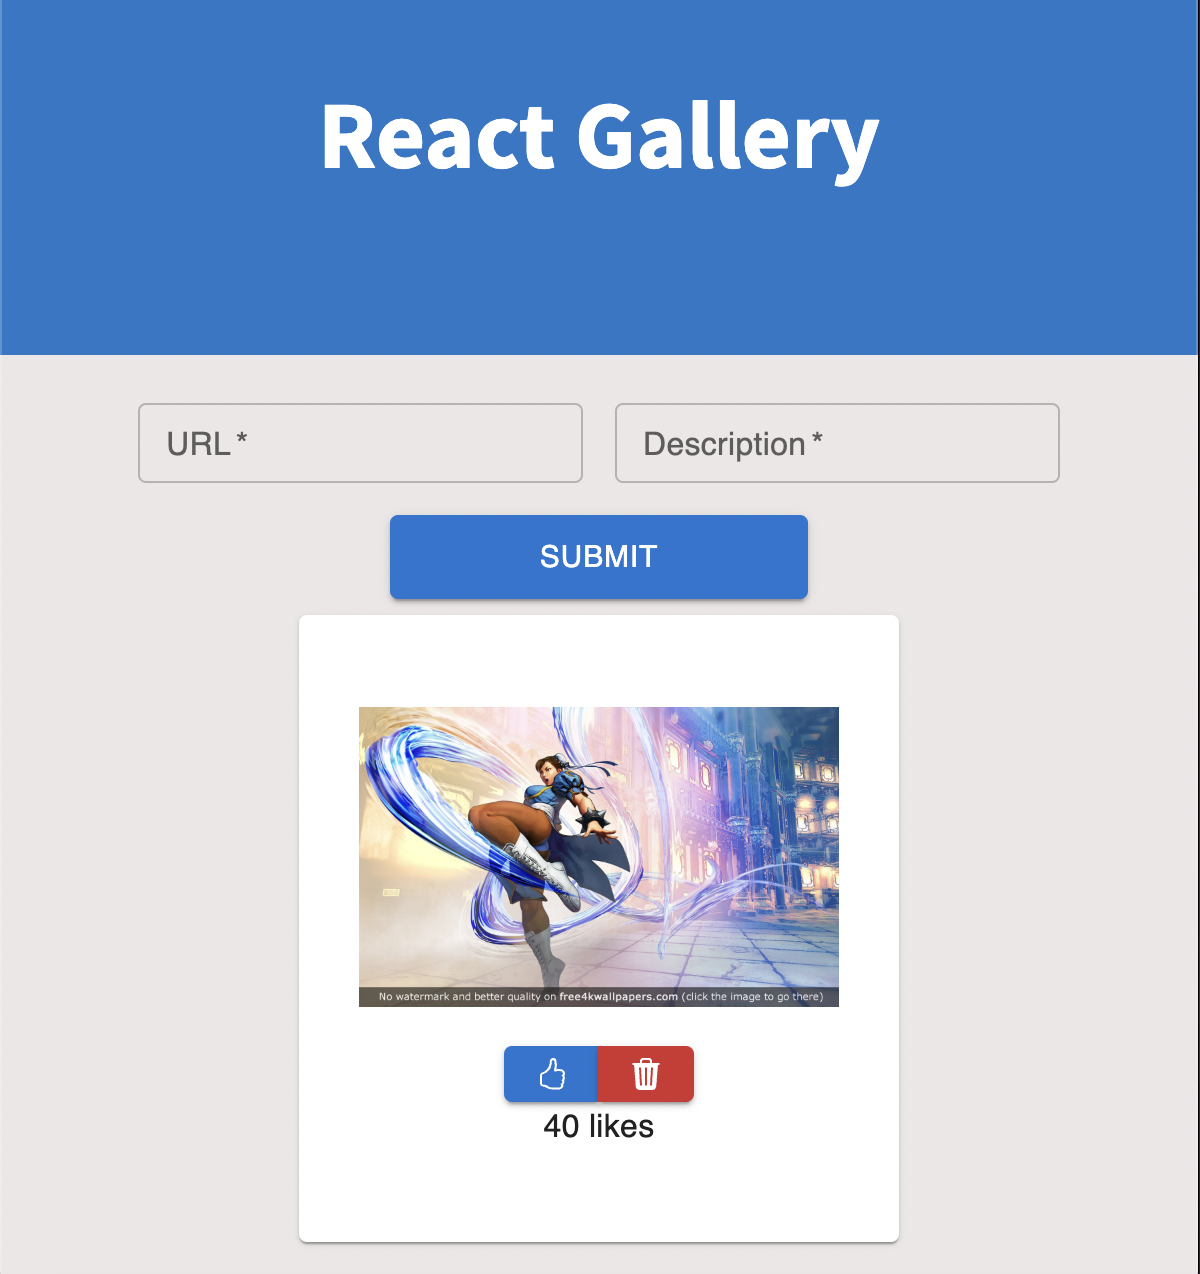 React Gallery
URL *
Description *
SUBMIT
No watermark and better quality on free4kwallpapers.com (click the image to go there)
40 likes